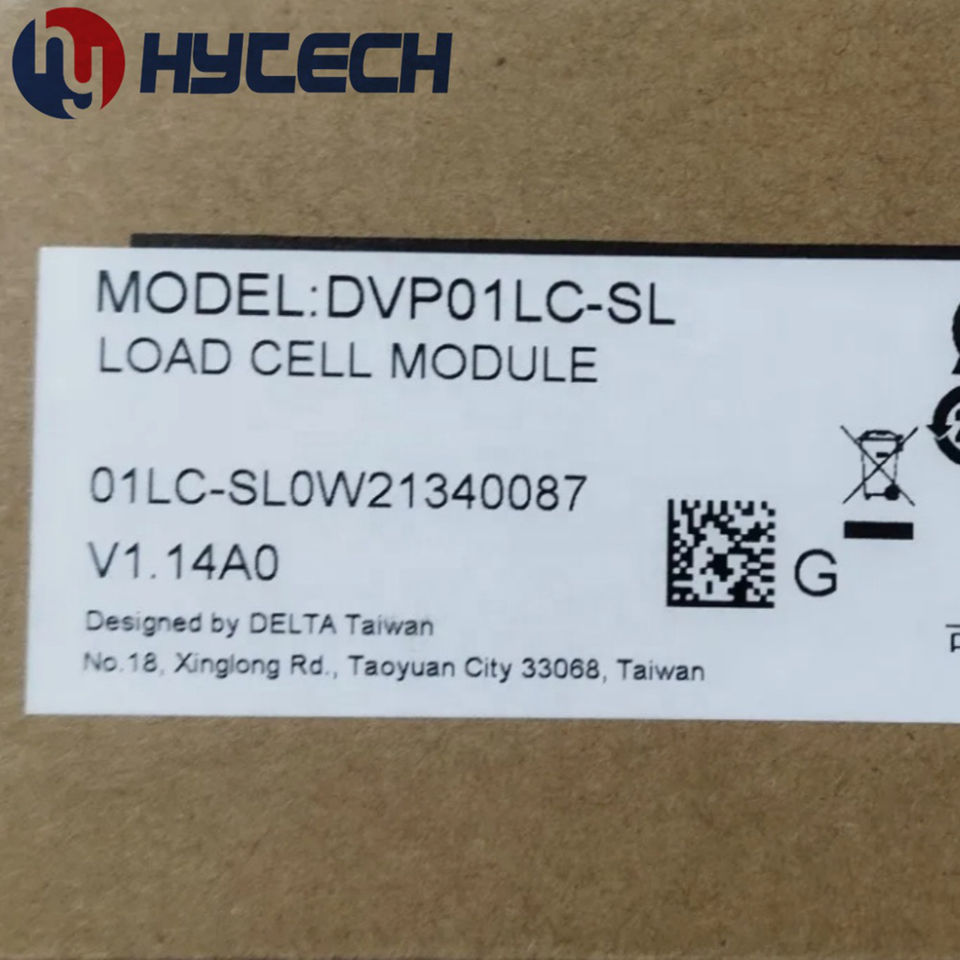 HYTECH
MODEL:DVP01LC-SL
LOAD CELL MODULE
01LC-SL0W21340087
V1.14A0
G
Designed by DELTA Taiwan
No.18, Xinglong Rd., Taoyuan City 33068, Taiwan